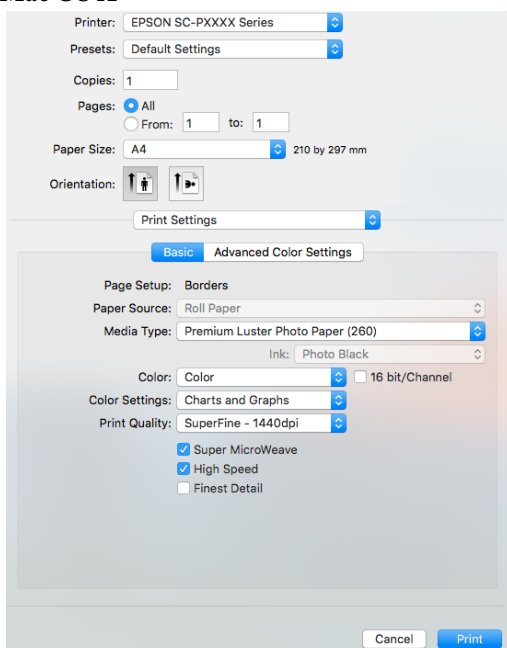 Printer: EPSON SC-PXXXX Series
Presets: Default Settings
Copies: 1
Pages: All
From: 1 to: 1
Paper Size: A4 210 by 297 mm
Orientation:
Print Settings
Basic Advanced Color Settings
Page Setup: Borders
Paper Source: Roll Paper
Media Type: Premium Luster Photo Paper (260)
Ink: Photo Black
Color: Color 16 bit/Channel
Color Settings: Charts and Graphs
Print Quality: SuperFine - 1440dpi
Super MicroWeave
High Speed
Finest Detail
Cancel Print